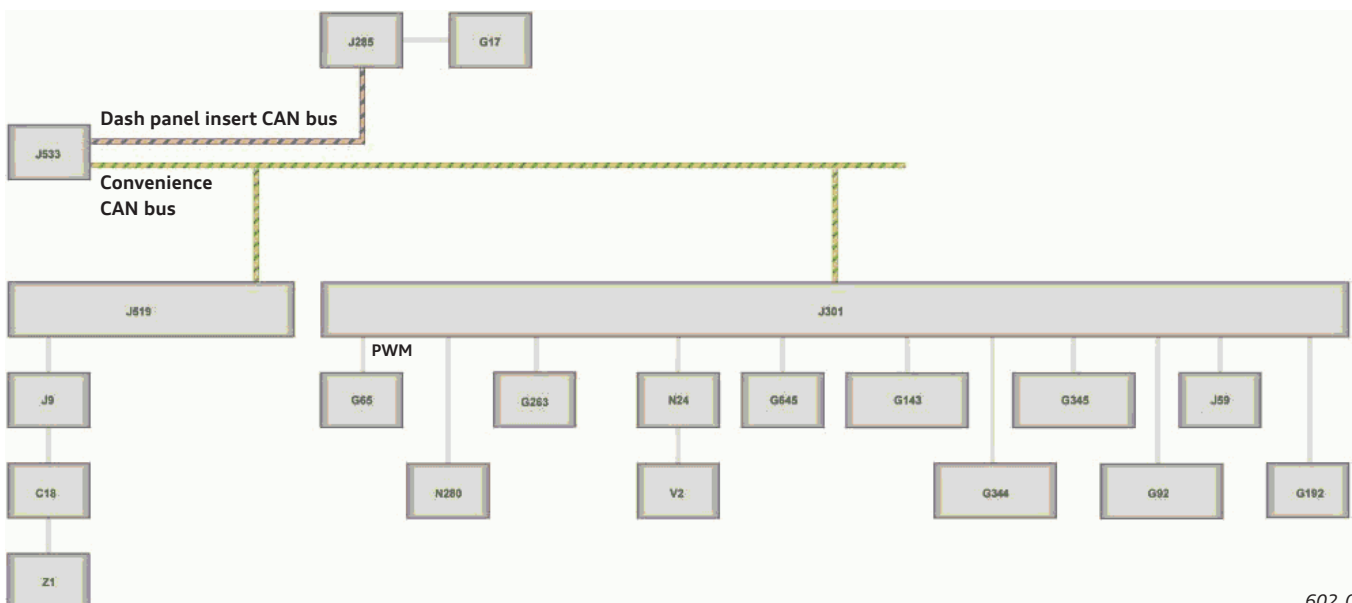 J285
G17
Dash panel insert CAN bus
J533
Convenience
CAN bus
J519
J301
PWM
J9
G65
G263
N24
G645
G143
G345
J59
C18
N280
V2
G344
G92
G192
Z1